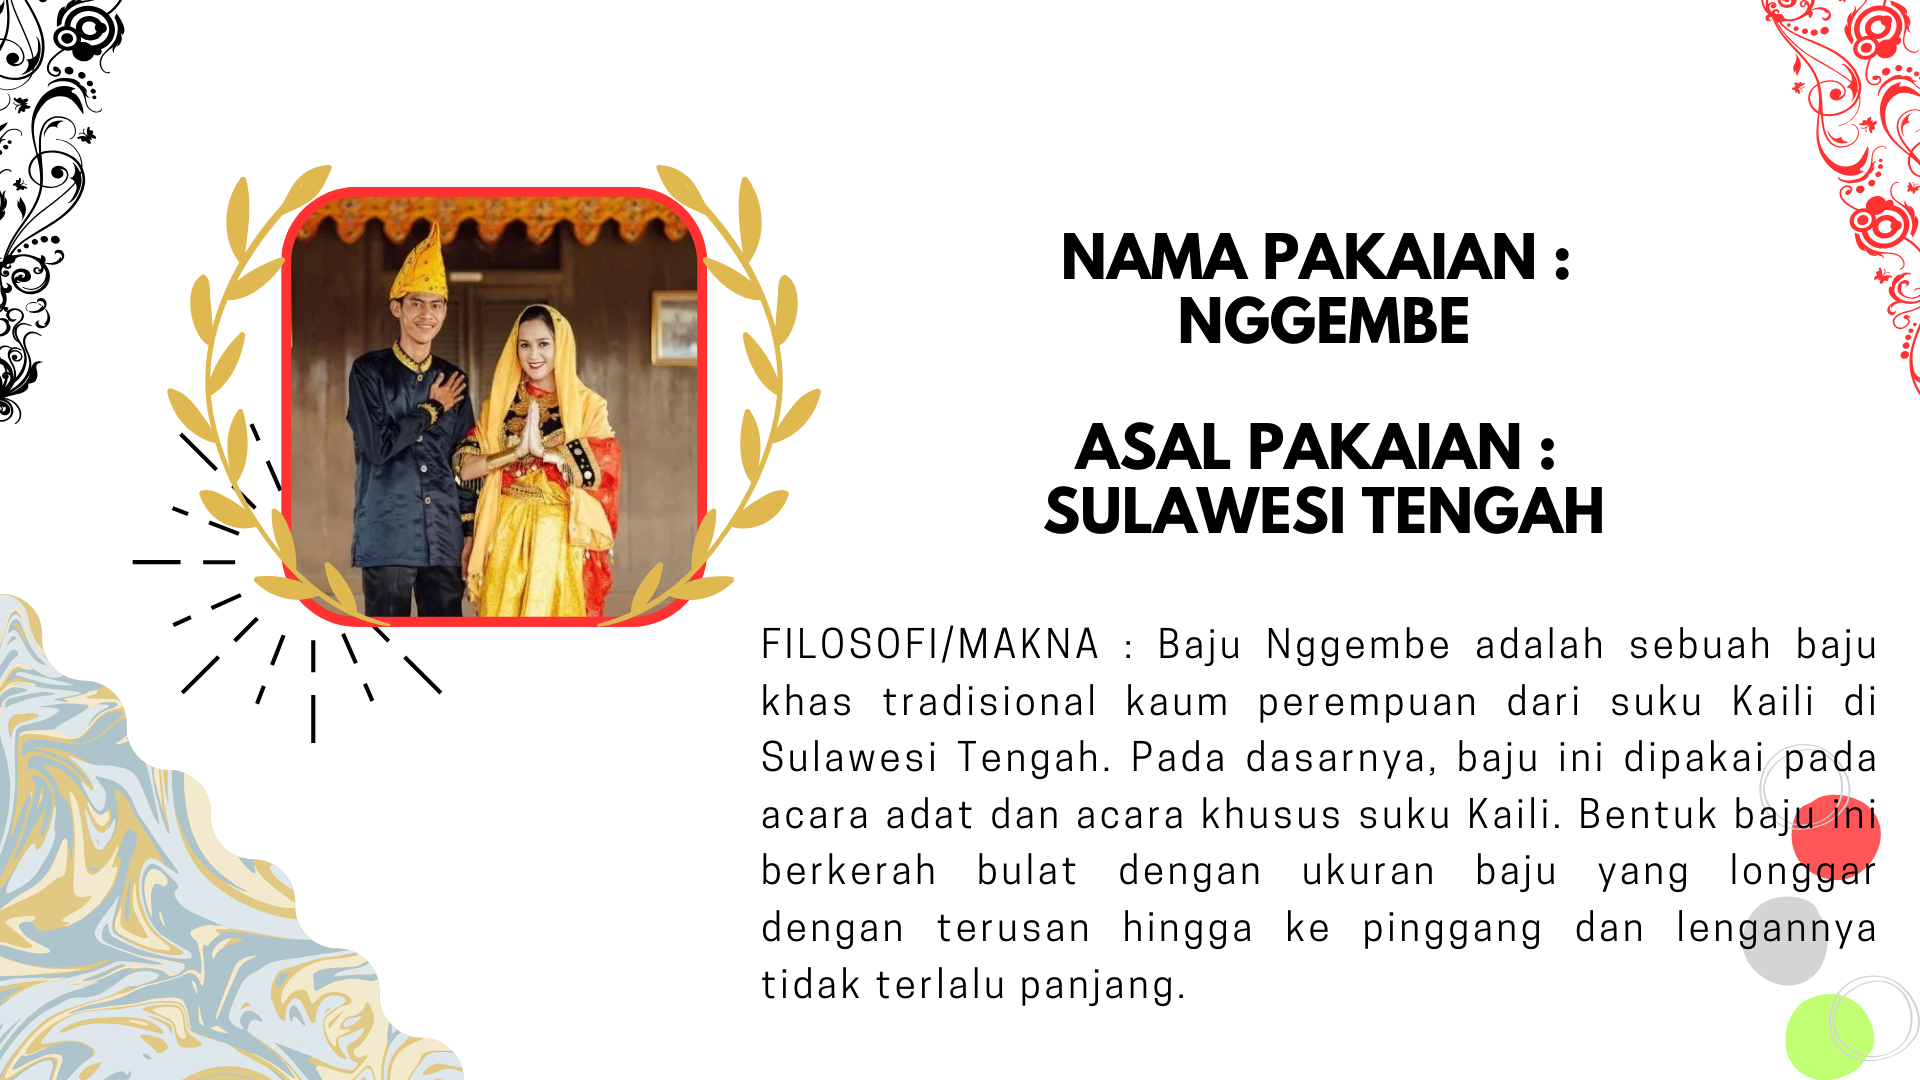 NAMA PAKAIAN :
NGGEMBE
ASAL PAKAIAN :
SULAWESI TENGAH
FILOSOFI/MAKNA : Baju Nggembe adalah sebuah baju
khas tradisional kaum perempuan dari suku Kaili di
Sulawesi Tengah. Pada dasarnya, baju ini dipakai pada
acara adat dan acara khusus suku Kaili. Bentuk baju ini
berkerah bulat dengan ukuran baju yang longgar
dengan terusan hingga ke pinggang dan lengannya
tidak terlalu panjang.